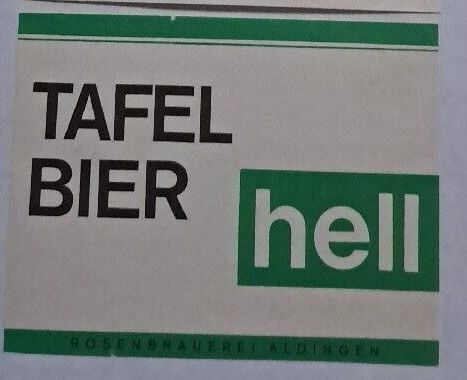 TAFEL
BIER
hell
ROSENBRAUEREI ALDINGEN